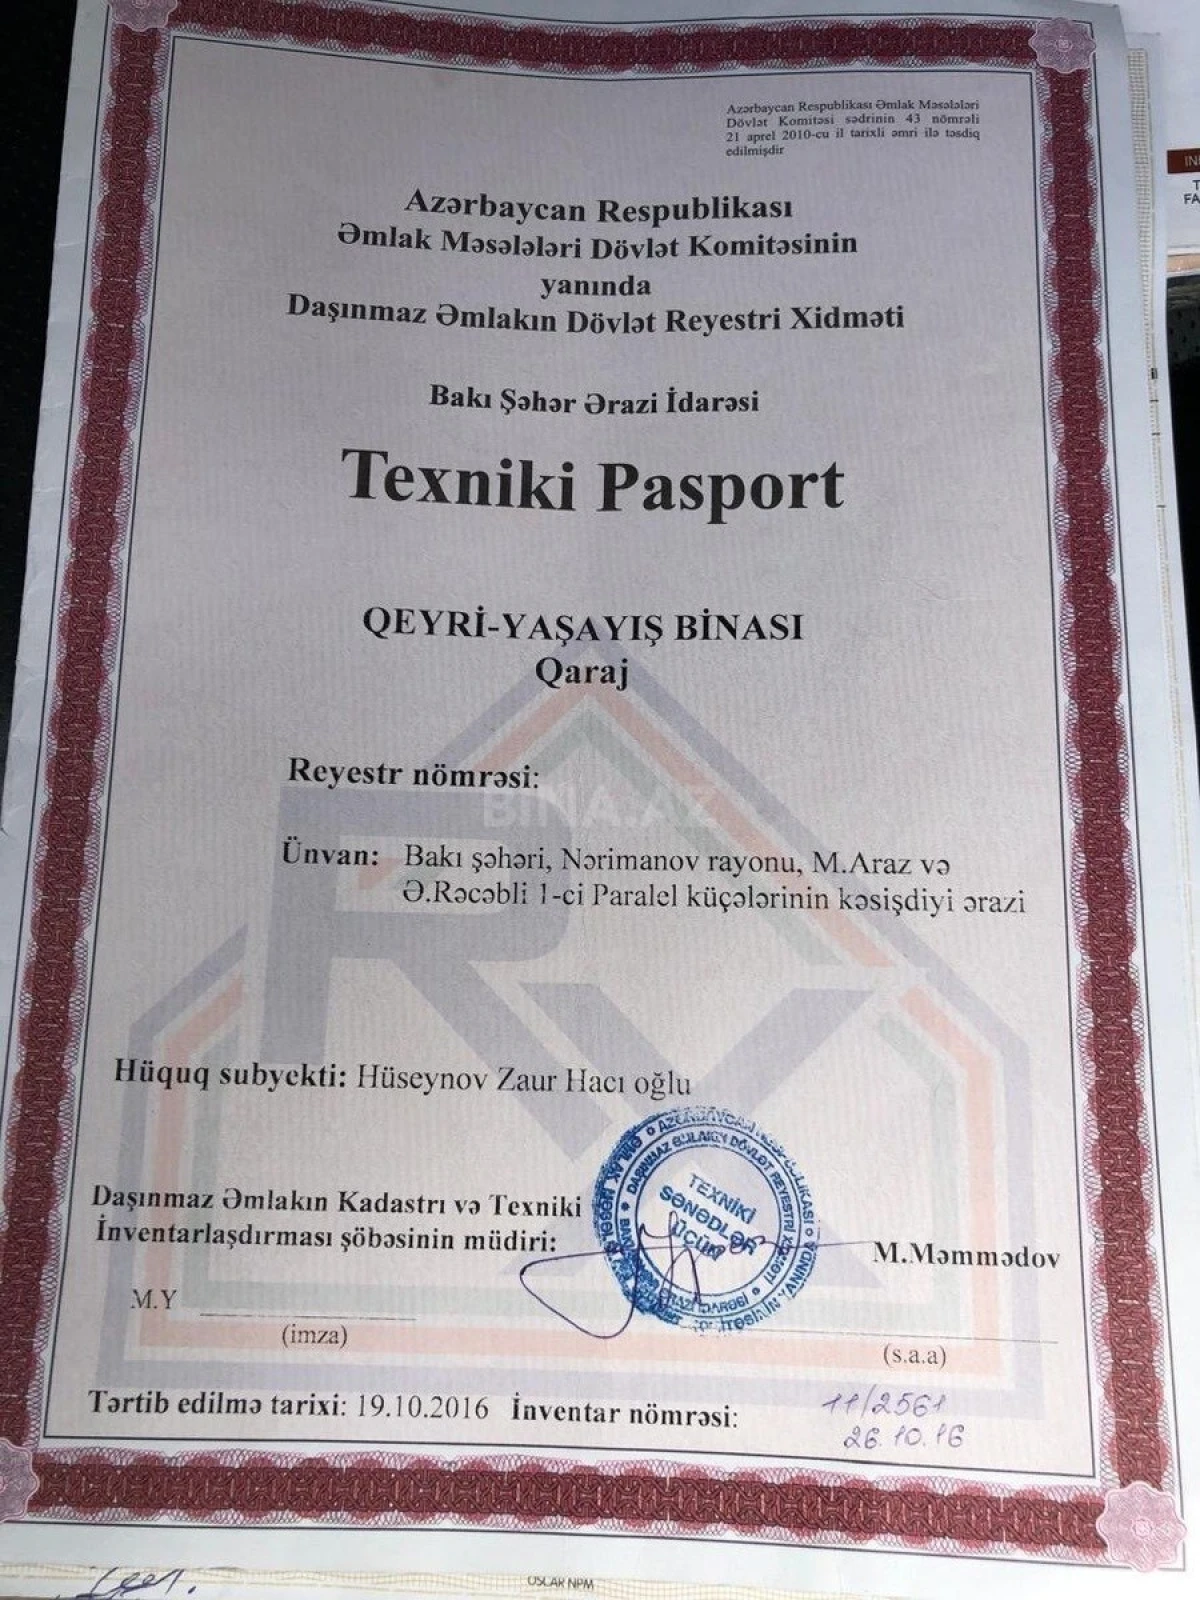 Azərbaycan Respublikası Əmlak Məsələləri
Dövlət Komitəsi sədrinin 43 nömrəli
21 aprel 2010-cu il tarixli əmri ilə təsdiq
edilmişdir
Azərbaycan Respublikası
Əmlak Məsələləri Dövlət Komitəsinin
yanında
Daşınmaz Əmlakın Dövlət Reyestri Xidməti
Bakı Şəhər Ərazi İdarəsi
Texniki Pasport
QEYRİ-YAŞAYIŞ BİNASI
Qaraj
Reyestr nömrəsi:
BINA.AZ
Ünvan: Bakı şəhəri, Nərimanov rayonu, M.Araz və
Ə.Rəcəbli 1-ci Paralel küçələrinin kəsişdiyi ərazi
Hüquq subyekti: Hüseynov Zaur Hacı oğlu
TEXNİKİ
SƏNƏDLƏR
ÜÇÜN
Daşınmaz Əmlakın Kadastrı və Texniki
İnventarlaşdırması şöbəsinin müdiri:
M.Məmmədov
M.Y
(imza)
(s.a.a)
Tərtib edilmə tarixi: 19.10.2016 İnventar nömrəsi: 11/2561
26.10.16
OSCAR NPM